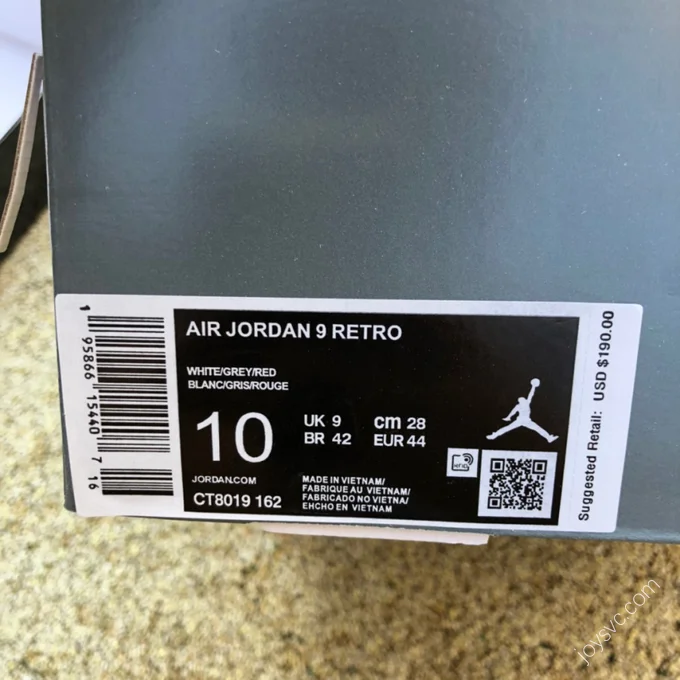 AIR JORDAN 9 RETRO
WHITE/GREY/RED
BLANC/GRIS/ROUGE
10
UK 9 cm 28
BR 42 EUR 44
JORDAN.COM
CT8019 162
MADE IN VIETNAM/
FABRIQUE AU VIETNAM/
FABRICADO NO VIETNA/
EHCHO EN VIETNAM
1 95866 15440 7 16
Suggested Retail: USD $190.00
joysvc.com